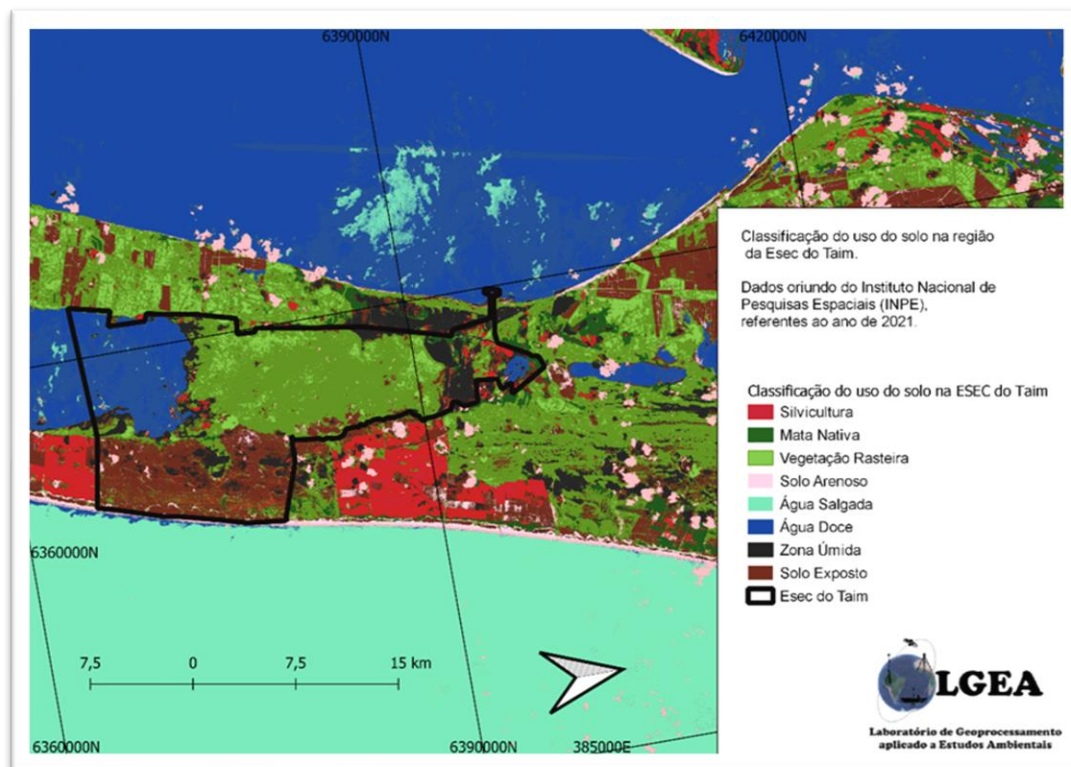 6390000N
6420000N
Classificação do uso do solo na região
da Esec do Taim.
Dados oriundo do Instituto Nacional de
Pesquisas Espaciais (INPE),
referentes ao ano de 2021.
Classificação do uso do solo na ESEC do Taim
Silvicultura
Mata Nativa
Vegetação Rasteira
Solo Arenoso
Água Salgada
Água Doce
Zona Úmida
Solo Exposto
Esec do Taim
6360000N
7,5 0 7,5 15 km
6360000N
6390000N
385000E
LGEA
Laboratório de Geoprocessamento
aplicado a Estudos Ambientais